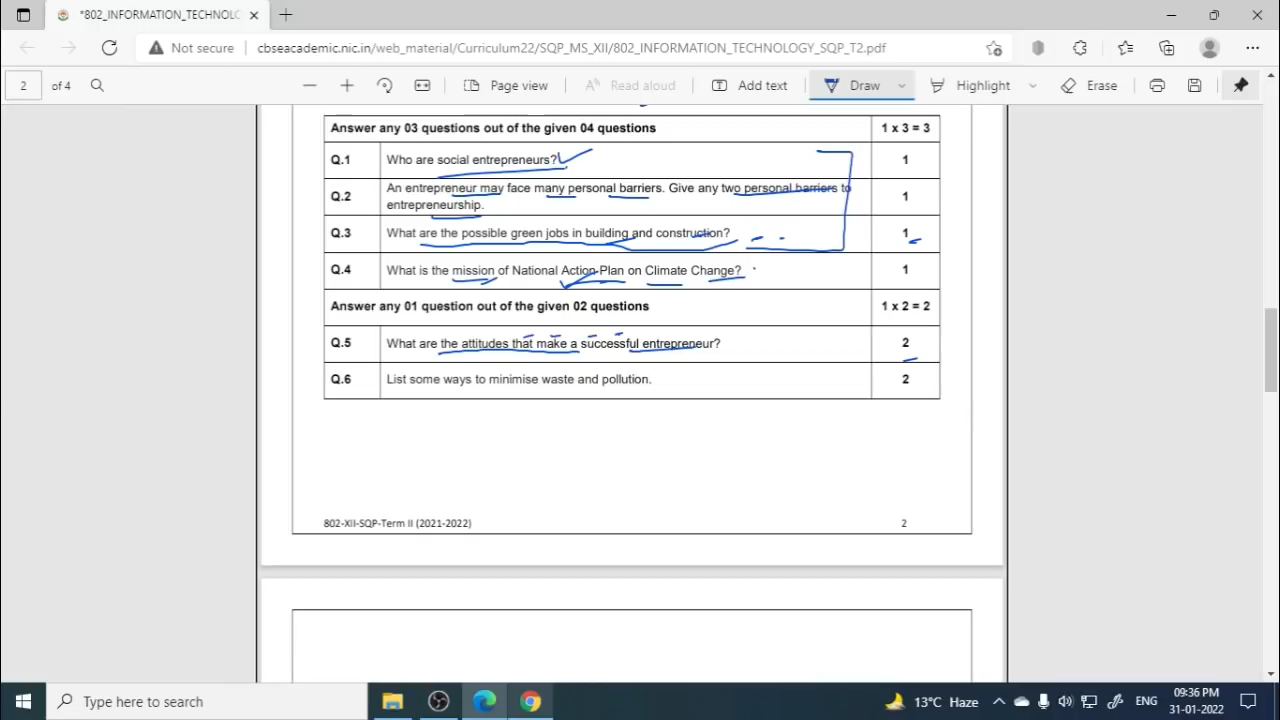 *802_INFORMATION_TECHNOLOG
Not secure
cbseacademic.nic.in/web_material/Curriculum22/SQP_MS_XII/802_INFORMATION_TECHNOLOGY_SQP_T2.pdf
2 of 4
Page view
Read aloud
Add text
Draw
Highlight
Erase
Answer any 03 questions out of the given 04 questions 1 x 3 = 3
Q.1 Who are social entrepreneurs? 1
Q.2 An entrepreneur may face many personal barriers. Give any two personal barriers to
entrepreneurship. 1
Q.3 What are the possible green jobs in building and construction? 1
Q.4 What is the mission of National Action Plan on Climate Change? 1
Answer any 01 question out of the given 02 questions 1 x 2 = 2
Q.5 What are the attitudes that make a successful entrepreneur? 2
Q.6 List some ways to minimise waste and pollution. 2
802-XII-SQP-Term II (2021-2022) 2
Type here to search
13°C Haze
ENG
09:36 PM
31-01-2022